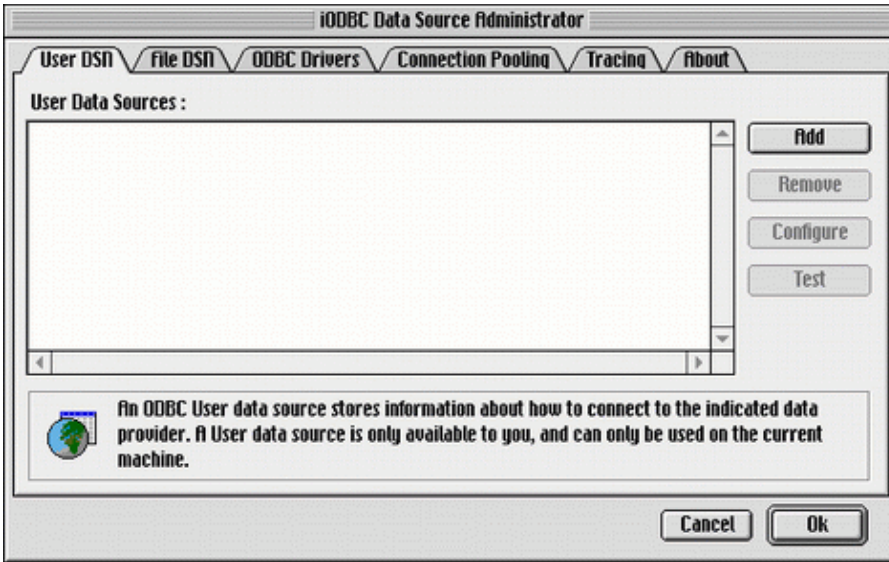 iODBC Data Source Administrator
User DSN
File DSN
ODBC Drivers
Connection Pooling
Tracing
About
User Data Sources :
Add
Remove
Configure
Test
An ODBC User data source stores information about how to connect to the indicated data
provider. A User data source is only available to you, and can only be used on the current
machine.
Cancel
Ok